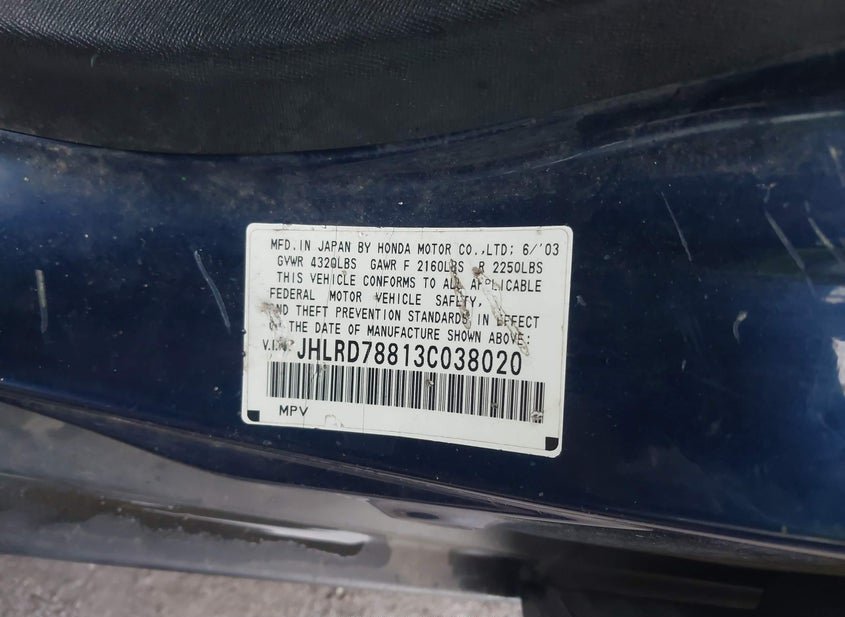 MFD. IN JAPAN BY HONDA MOTOR CO.,LTD; 6/'03
GVWR 4320LBS GAWR F 2160LBS R 2250LBS
THIS VEHICLE CONFORMS TO ALL APPLICABLE
FEDERAL MOTOR VEHICLE SAFETY,
AND THEFT PREVENTION STANDARDS IN EFFECT
ON THE DATE OF MANUFACTURE SHOWN ABOVE;
V.I.N. JHLRD78813C038020
MPV